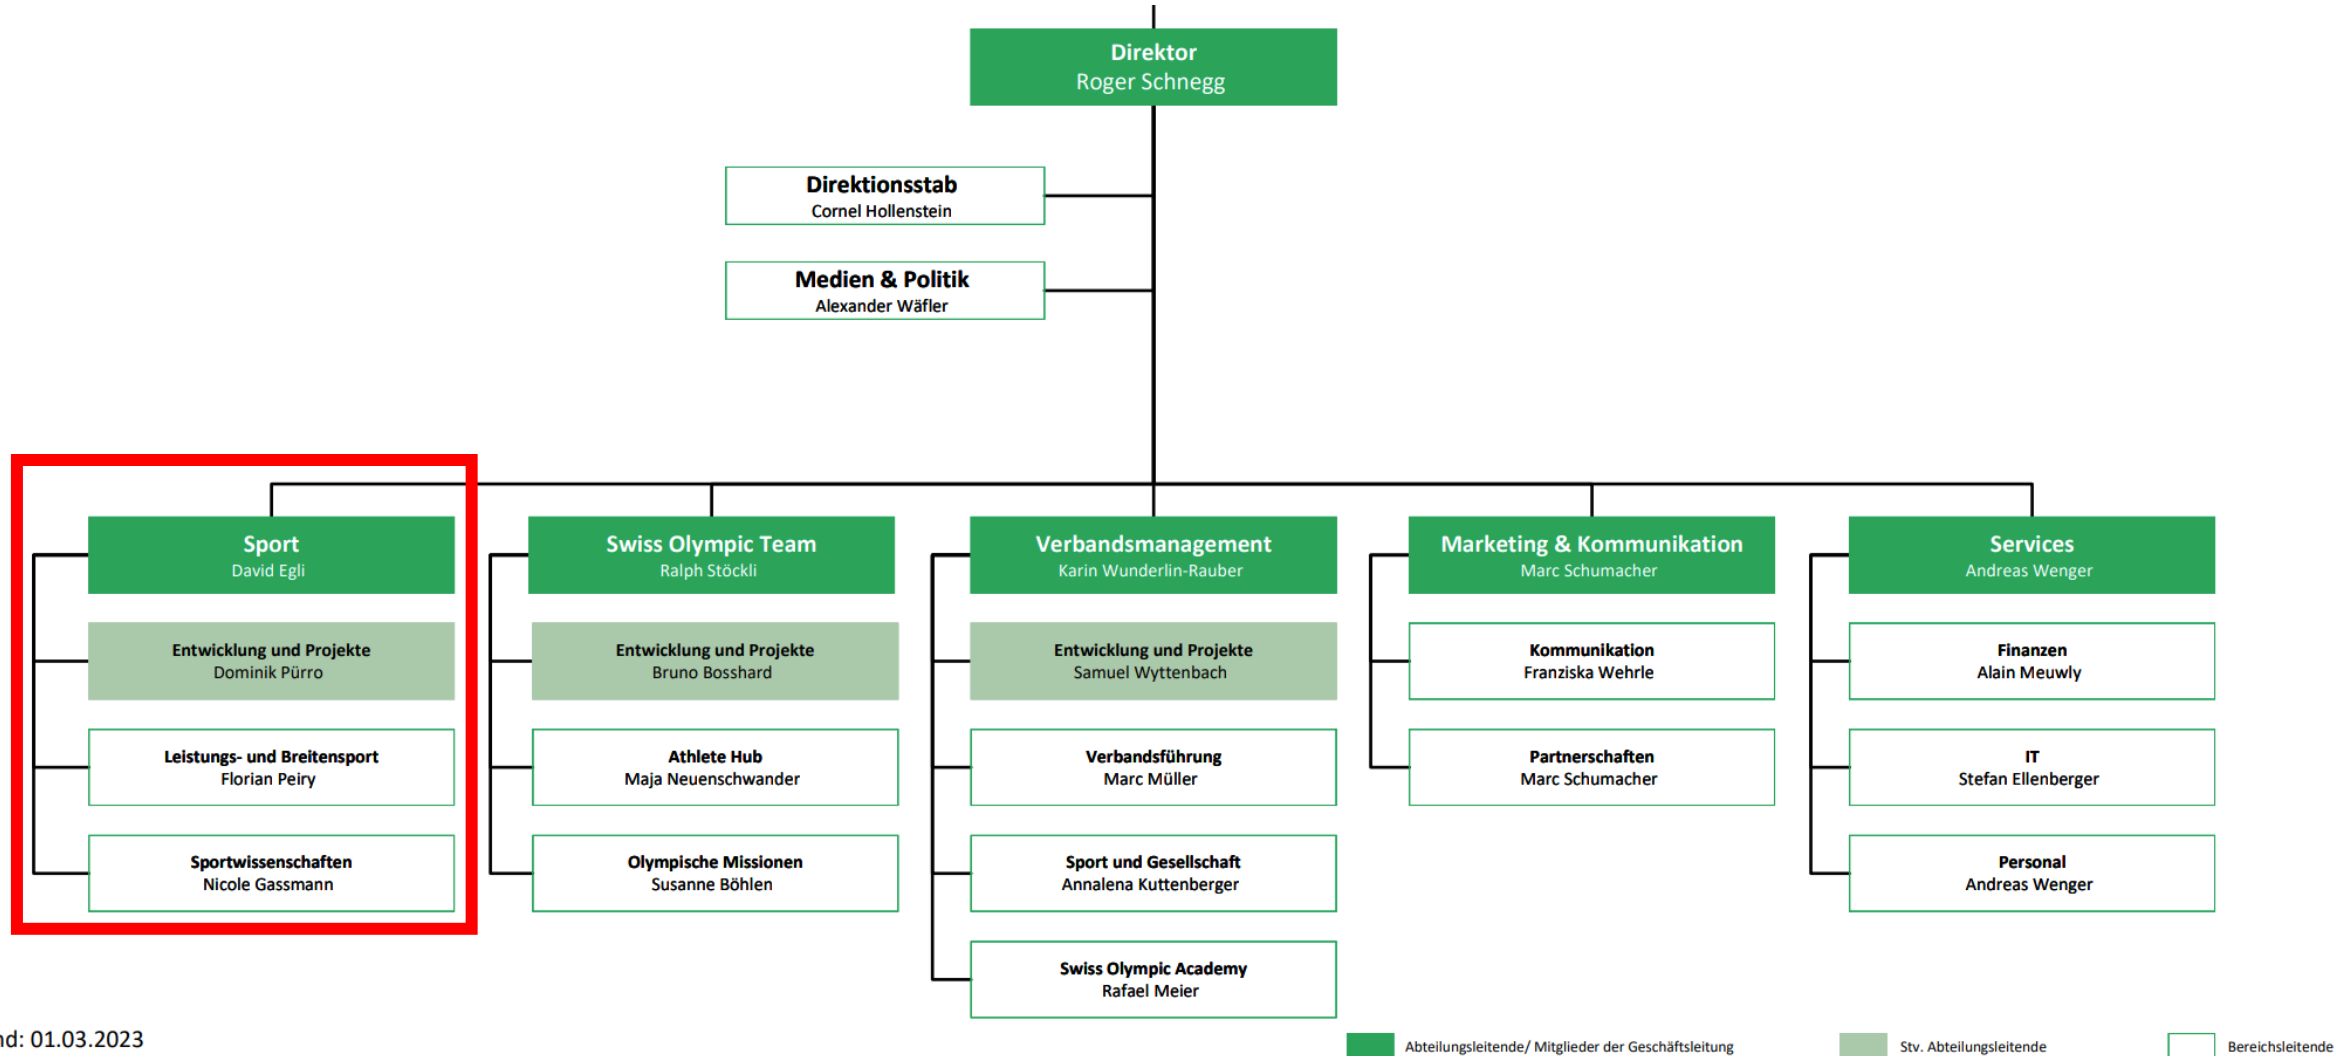 Direktor
Roger Schnegg
Direktionsstab
Cornel Hollenstein
Medien & Politik
Alexander Wäfler
Sport
David Egli
Entwicklung und Projekte
Dominik Pürro
Leistungs- und Breitensport
Florian Peiry
Sportwissenschaften
Nicole Gassmann
Swiss Olympic Team
Ralph Stöckli
Entwicklung und Projekte
Bruno Bosshard
Athlete Hub
Maja Neuenschwander
Olympische Missionen
Susanne Böhlen
Verbandsmanagement
Karin Wunderlin-Rauber
Entwicklung und Projekte
Samuel Wyttenbach
Verbandsführung
Marc Müller
Sport und Gesellschaft
Annalena Kuttenberger
Swiss Olympic Academy
Rafael Meier
Marketing & Kommunikation
Marc Schumacher
Kommunikation
Franziska Wehrle
Partnerschaften
Marc Schumacher
Services
Andreas Wenger
Finanzen
Alain Meuwly
IT
Stefan Ellenberger
Personal
Andreas Wenger
nd: 01.03.2023
Abteilungsleitende/ Mitglieder der Geschäftsleitung
Stv. Abteilungsleitende
Bereichsleitende